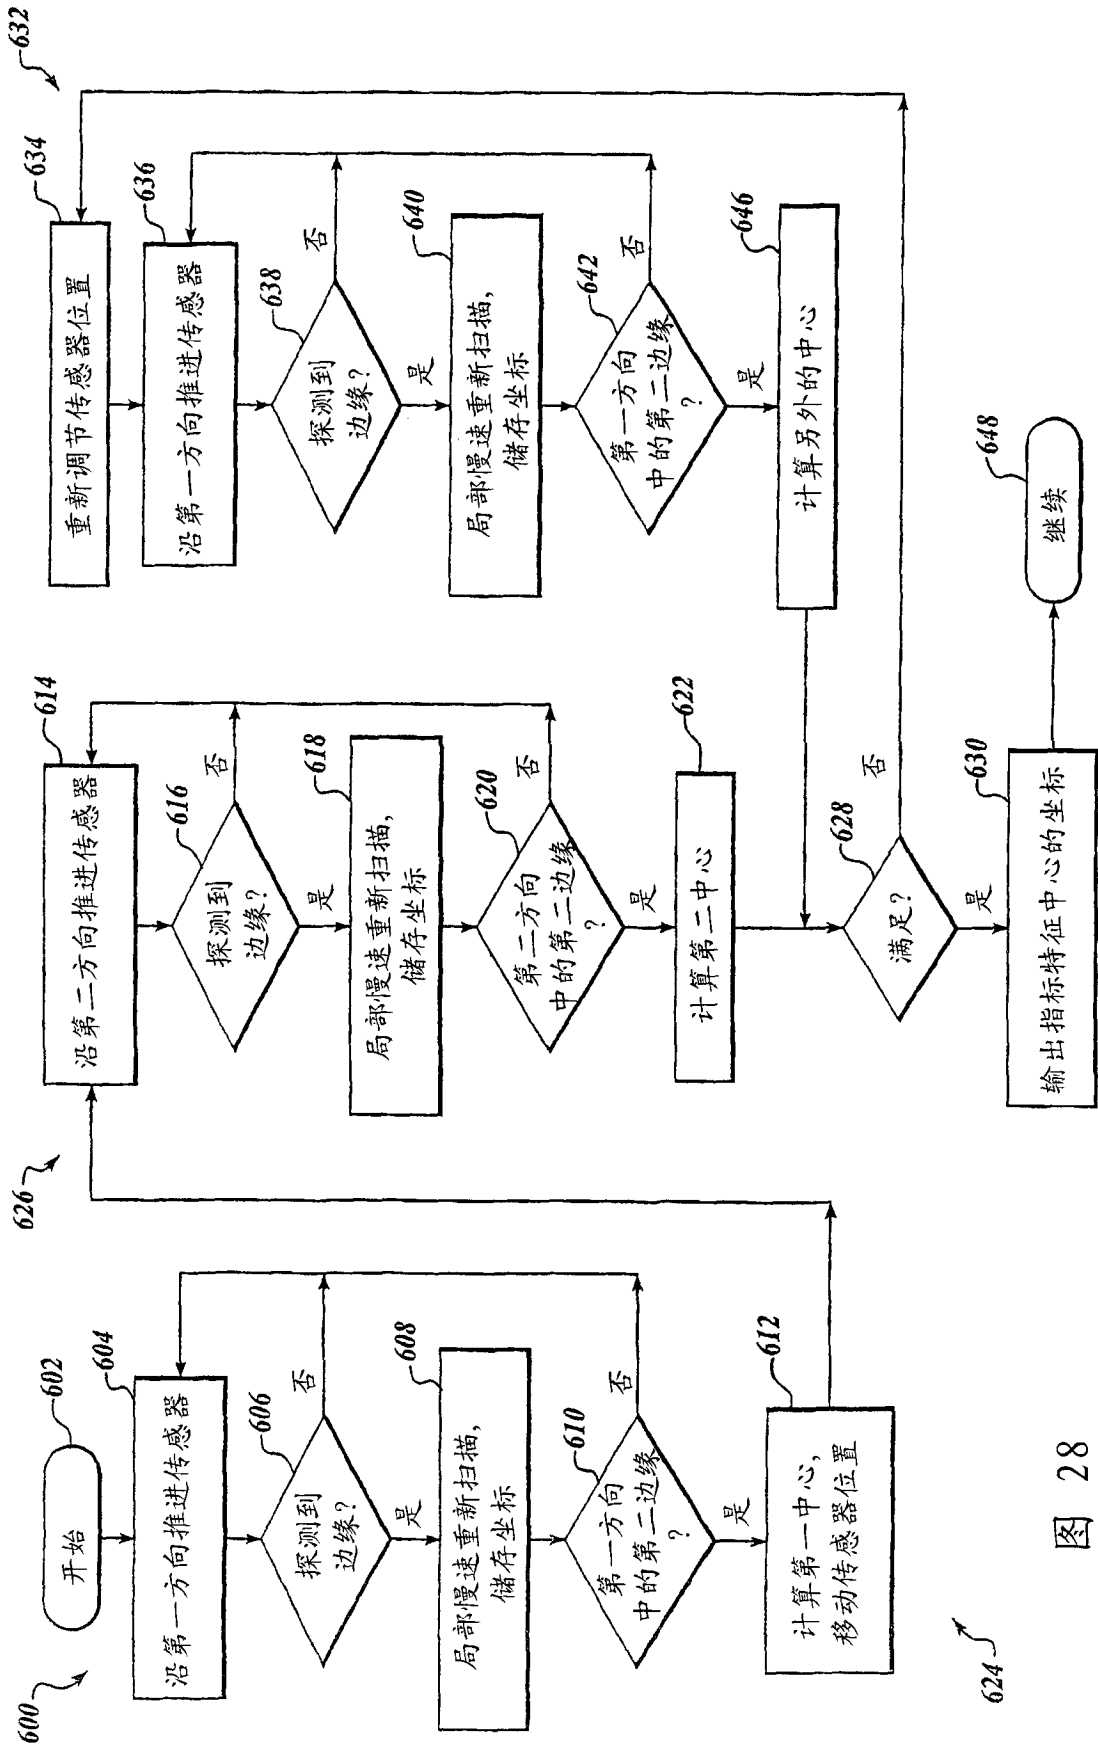 600
开始
602
沿第一方向推进传感器
604
探测到
边缘?
606
否
是
局部慢速重新扫描,
储存坐标
608
第一方向
中的第二边缘
?
610
否
是
计算第一中心,
移动传感器位置
612
624
626
沿第二方向推进传感器
614
探测到
边缘?
616
否
是
局部慢速重新扫描,
储存坐标
618
第二方向
中的第二边缘
?
620
否
是
计算第二中心
622
满足?
628
否
是
输出指标特征中心的坐标
630
632
重新调节传感器位置
634
沿第一方向推进传感器
636
探测到
边缘?
638
否
是
局部慢速重新扫描,
储存坐标
640
第一方向
中的第二边缘
?
642
否
是
计算另外的中心
646
继续
648
图 28